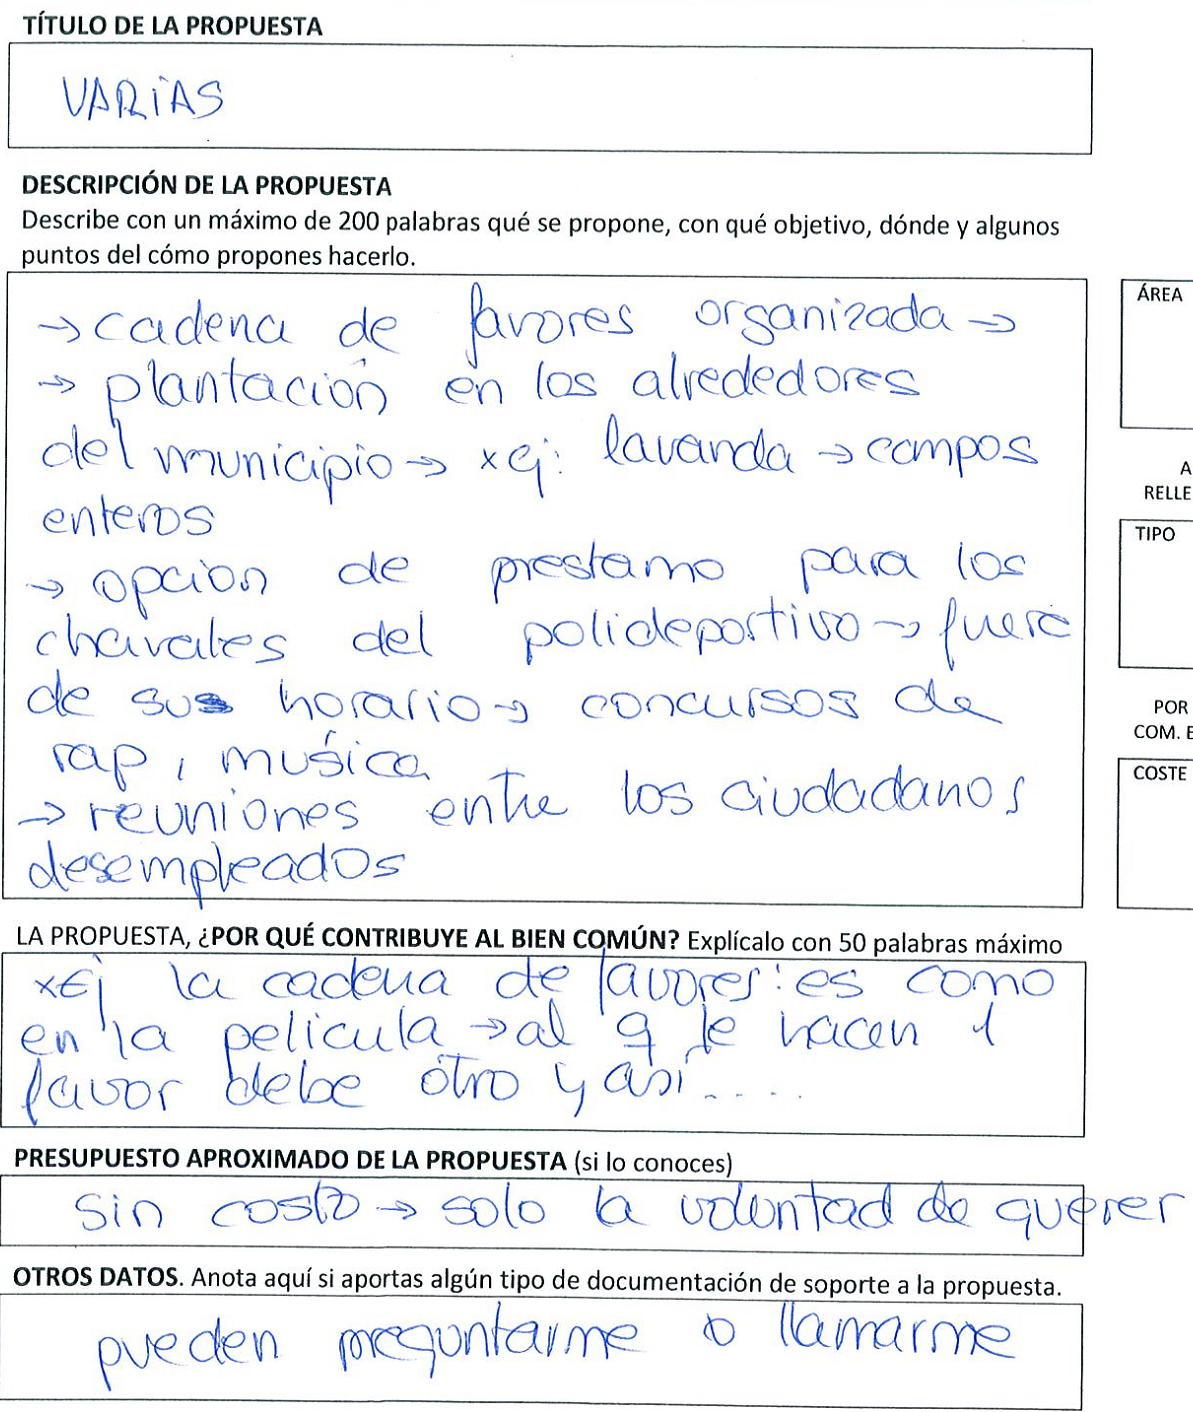 TÍTULO DE LA PROPUESTA
VARIAS
DESCRIPCIÓN DE LA PROPUESTA
Describe con un máximo de 200 palabras qué se propone, con qué objetivo, dónde y algunos
puntos del cómo propones hacerlo.
→ cadena de favores organizada →
→ plantación en los alrededores
del municipio → xej: lavanda → campos
enteros
→ opcion de prestamo para los
chavales del polideportivo → fuera
de sus horario → concursos de
rap, música
→ reuniones entre los ciudadanos
desempleados
ÁREA
A
RELLE
TIPO
POR
COM. E
COSTE
LA PROPUESTA, ¿POR QUÉ CONTRIBUYE AL BIEN COMÚN? Explícalo con 50 palabras máximo
xEj la cadena de favores: es como
en la película → al q le hacen 1
favor debe otro y así.....
PRESUPUESTO APROXIMADO DE LA PROPUESTA (si lo conoces)
sin costo → solo la voluntad de querer
OTROS DATOS. Anota aquí si aportas algún tipo de documentación de soporte a la propuesta.
pueden preguntarme o llamarme